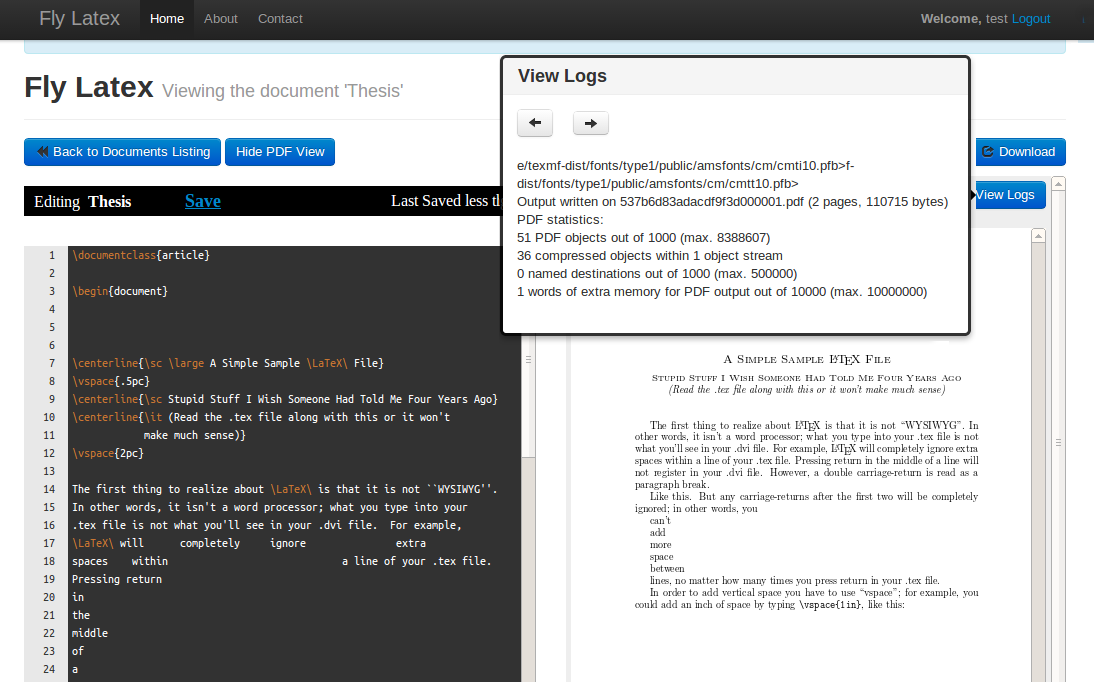 Fly Latex Home About Contact Welcome, test Logout
Fly Latex Viewing the document 'Thesis'
Back to Documents Listing Hide PDF View
Download
View Logs
Editing Thesis Save Last Saved less
View Logs
e/texmf-dist/fonts/type1/public/amsfonts/cm/cmti10.pfb>f-
dist/fonts/type1/public/amsfonts/cm/cmtt10.pfb>
Output written on 537b6d83adacdf9f3d000001.pdf (2 pages, 110715 bytes)
PDF statistics:
51 PDF objects out of 1000 (max. 8388607)
36 compressed objects within 1 object stream
0 named destinations out of 1000 (max. 500000)
1 words of extra memory for PDF output out of 10000 (max. 10000000)
1 \documentclass{article}
2
3 \begin{document}
4
5
6
7 \centerline{\sc \large A Simple Sample \LaTeX\ File}
8 \vspace{.5pc}
9 \centerline{\sc Stupid Stuff I Wish Someone Had Told Me Four Years Ago}
10 \centerline{\it (Read the .tex file along with this or it won't
11 make much sense)}
12 \vspace{2pc}
13
14 The first thing to realize about \LaTeX\ is that it is not ``WYSIWYG''.
15 In other words, it isn't a word processor; what you type into your
16 .tex file is not what you'll see in your .dvi file.  For example,
17 \LaTeX\ will      completely     ignore               extra
18 spaces    within                             a line of your .tex file.
19 Pressing return
20 in
21 the
22 middle
23 of
24 a
A Simple Sample LATEX File
Stupid Stuff I Wish Someone Had Told Me Four Years Ago
(Read the .tex file along with this or it won't make much sense)
The first thing to realize about LATEX is that it is not “WYSIWYG”. In
other words, it isn't a word processor; what you type into your .tex file is not
what you'll see in your .dvi file. For example, LATEX will completely ignore extra
spaces within a line of your .tex file. Pressing return in the middle of a line will
not register in your .dvi file. However, a double carriage-return is read as a
paragraph break.
Like this. But any carriage-returns after the first two will be completely
ignored; in other words, you
can't
add
more
space
between
lines, no matter how many times you press return in your .tex file.
In order to add vertical space you have to use “vspace”; for example, you
could add an inch of space by typing \vspace{1in}, like this: